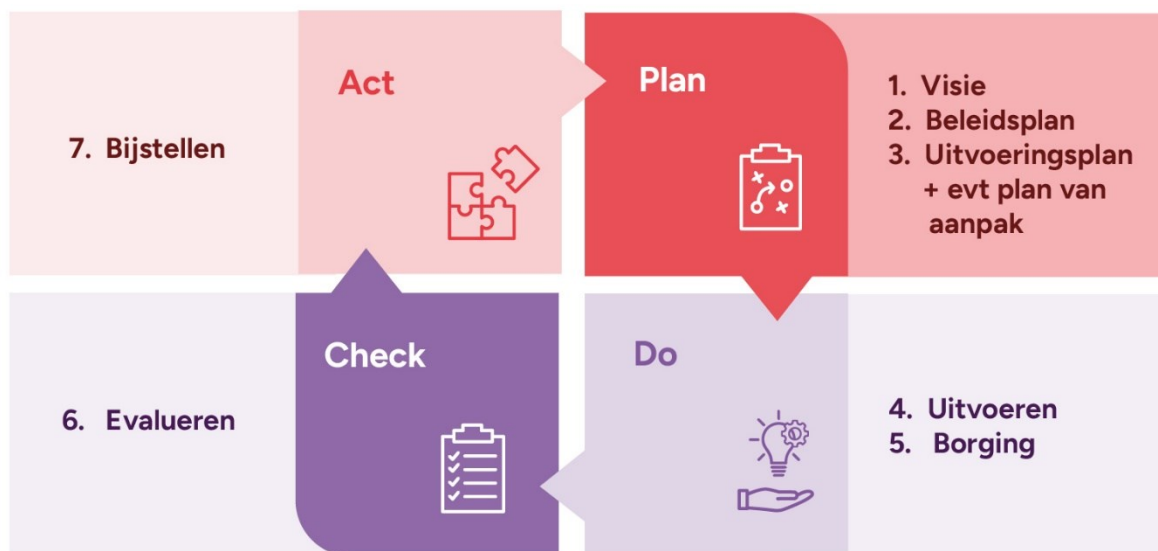 Act
Plan
7. Bijstellen
1. Visie
2. Beleidsplan
3. Uitvoeringsplan
+ evt plan van
aanpak
Check
Do
6. Evalueren
4. Uitvoeren
5. Borging